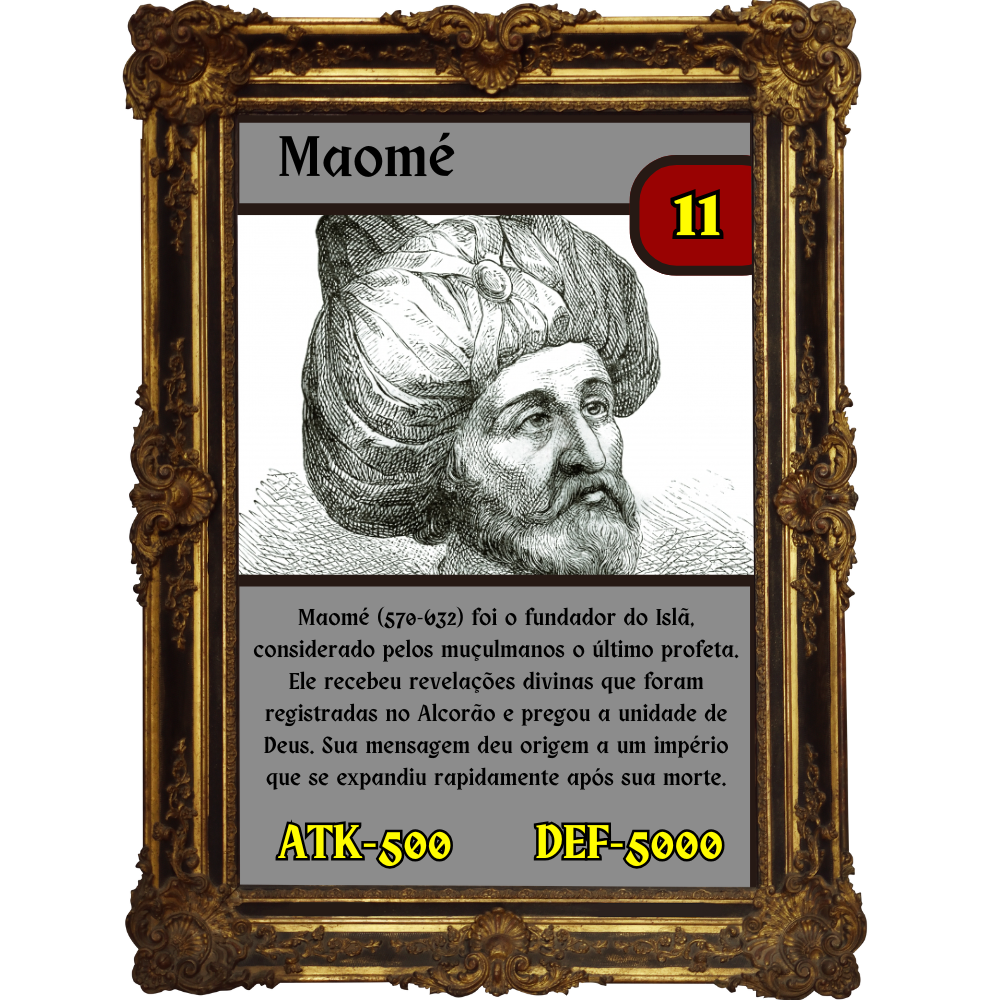 Maomé
11
Maomé (570-632) foi o fundador do Islã,
considerado pelos muçulmanos o último profeta.
Ele recebeu revelações divinas que foram
registradas no Alcorão e pregou a unidade de
Deus. Sua mensagem deu origem a um império
que se expandiu rapidamente após sua morte.
ATK-500 DEF-5000